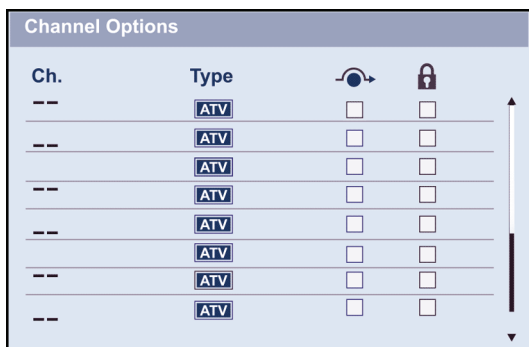 Channel Options
Ch. Type
-- ATV
-- ATV
ATV
-- ATV
-- ATV
ATV
-- ATV
-- ATV